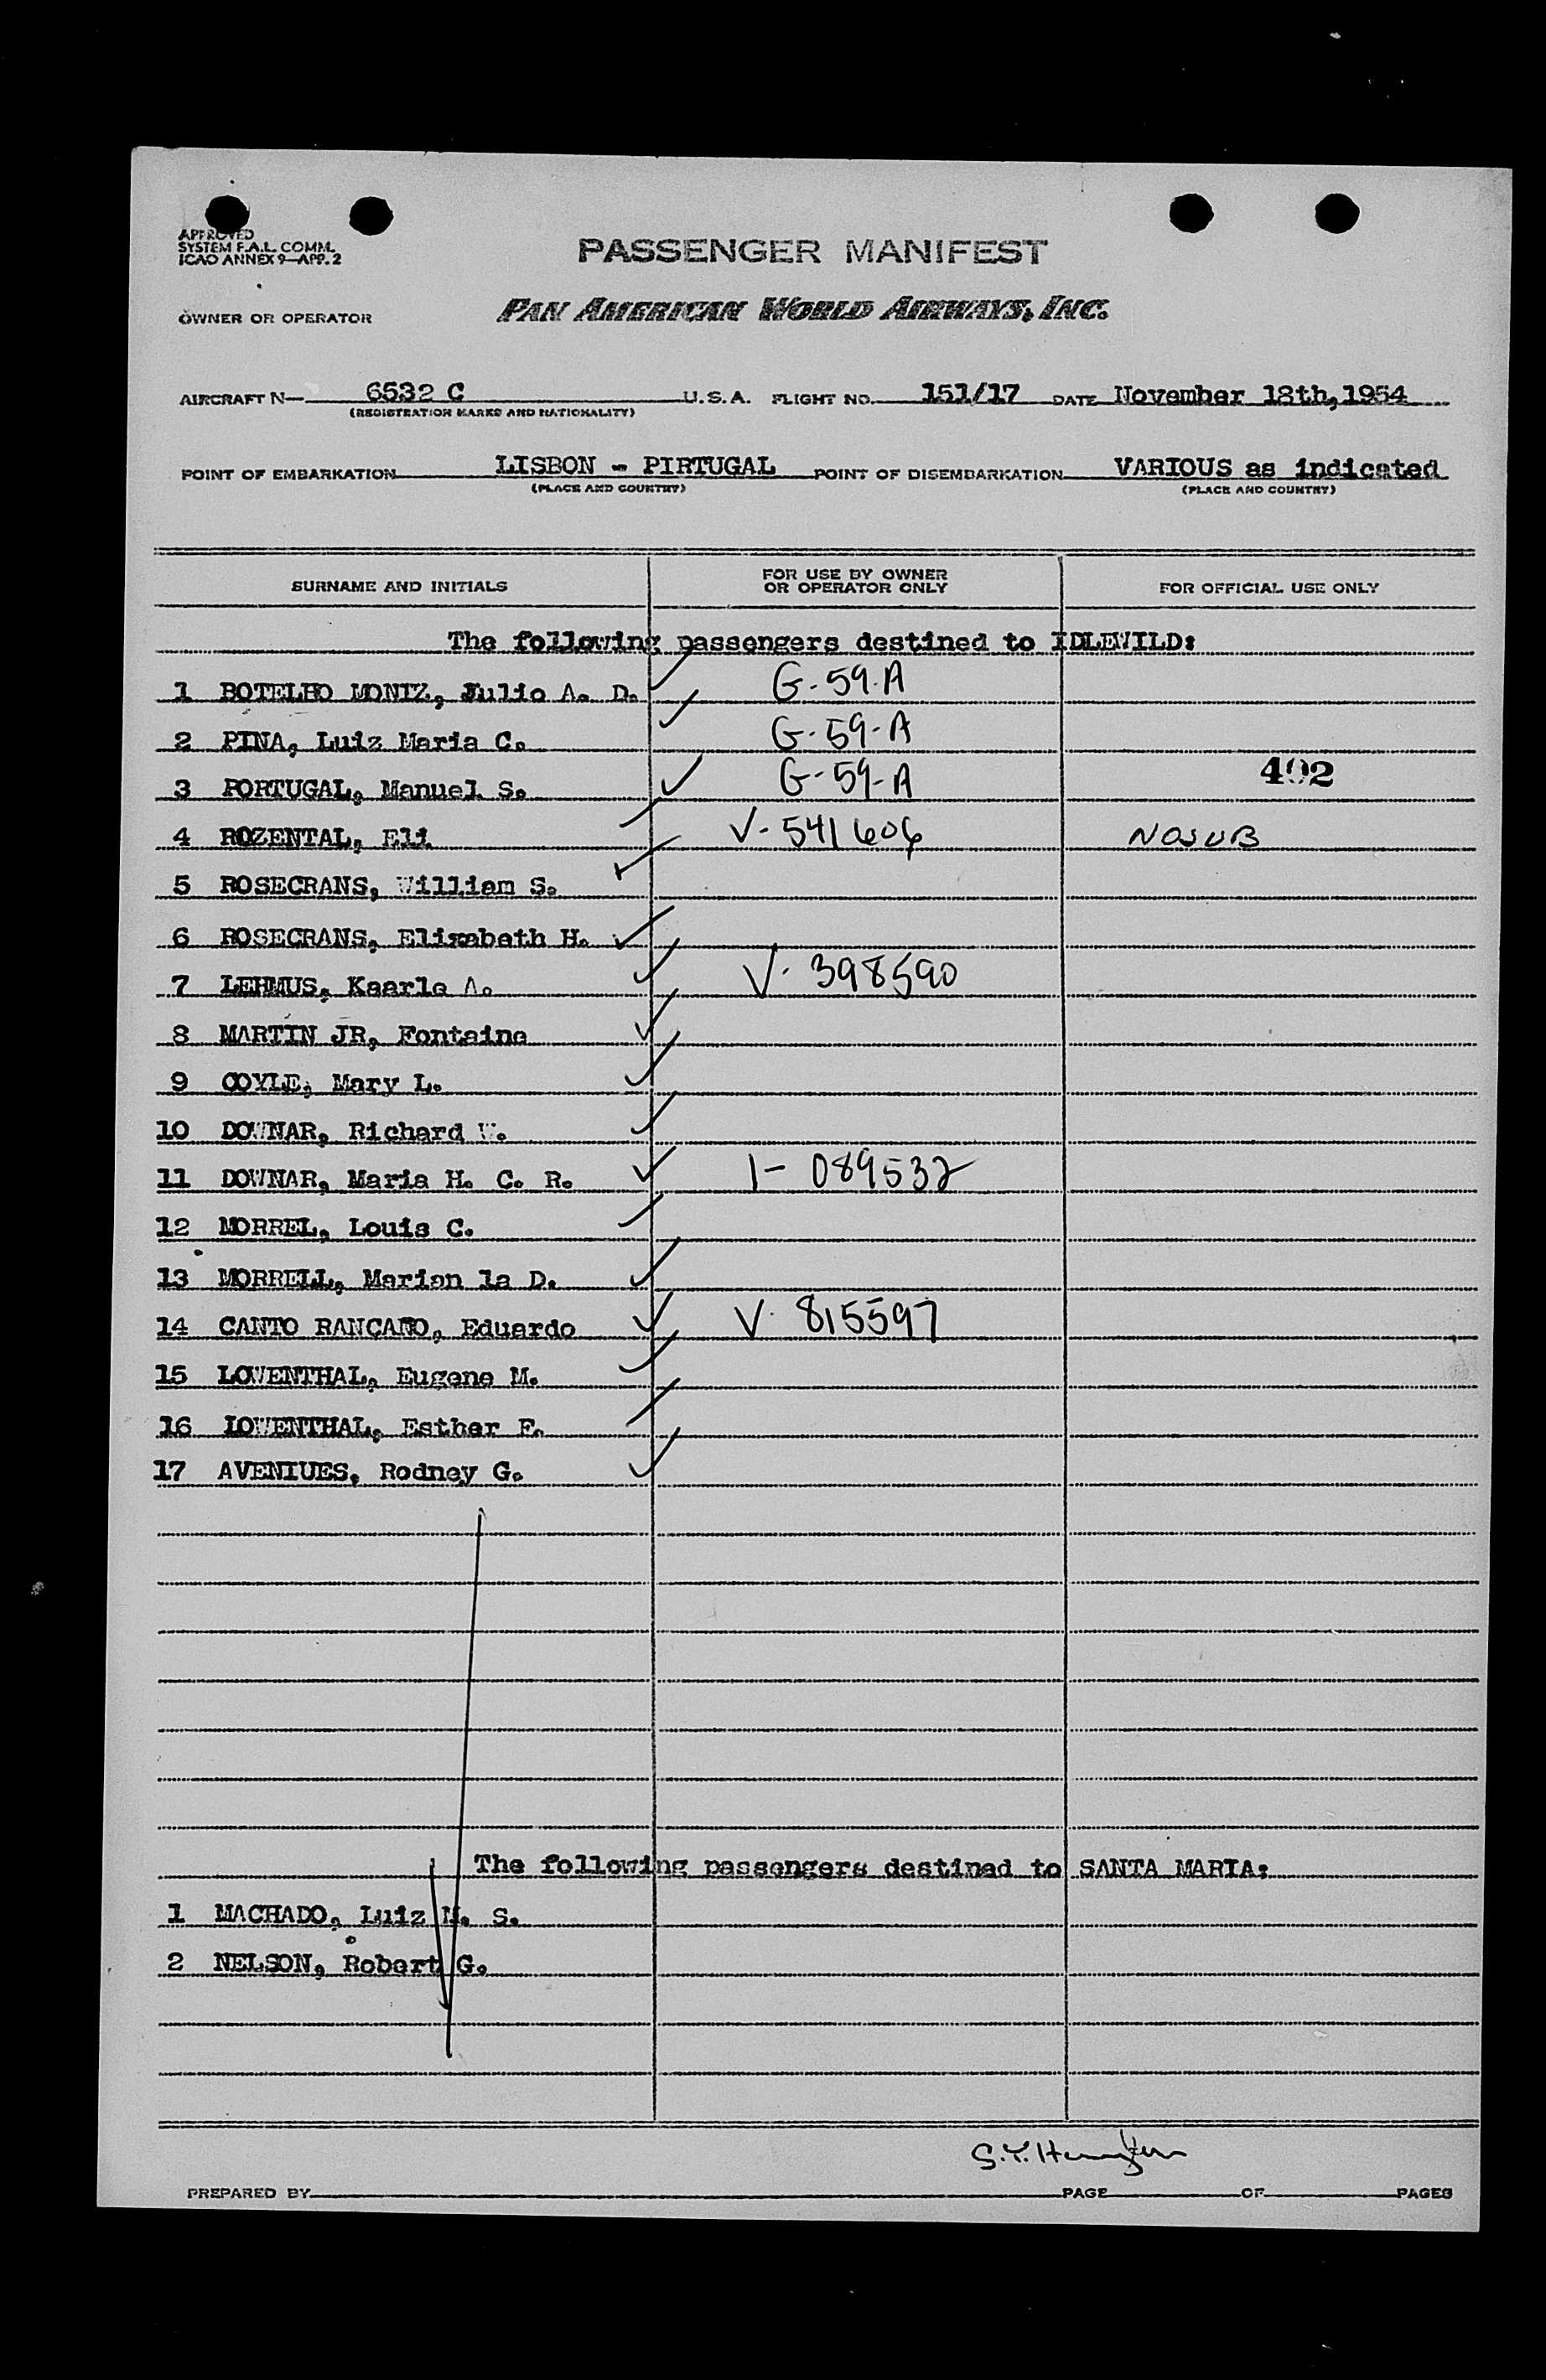 APPROVED
SYSTEM F.A.L. COMM.
ICAO ANNEX 9—APP. 2
PASSENGER MANIFEST
OWNER OR OPERATOR PAN AMERICAN WORLD AIRWAYS, INC.
AIRCRAFT N— 6532 C U.S.A. FLIGHT NO. 151/17 DATE November 18th, 1954
(REGISTRATION MARKS AND NATIONALITY)
POINT OF EMBARKATION LISBON - PIRTUGAL POINT OF DISEMBARKATION VARIOUS as indicated
(PLACE AND COUNTRY) (PLACE AND COUNTRY)
SURNAME AND INITIALS FOR USE BY OWNER OR OPERATOR ONLY FOR OFFICIAL USE ONLY
The following passengers destined to IDLEWILD:
1 BOTELHO MONIZ, Julio A. D. G-59-A
2 PINA, Luiz Maria C. G-59-A
3 PORTUGAL, Manuel S. G-59-A 402
4 ROZENTAL, Eli V-541606 NOSUB
5 ROSECRANS, William S.
6 ROSECRANS, Elizabeth H.
7 LEHMUS, Kaarlo A. V-398590
8 MARTIN JR, Fontaine
9 COYLE, Mary L.
10 DOWNAR, Richard W.
11 DOWNAR, Maria H. C. R. 1-089532
12 MORREL, Louis C.
13 MORRELL, Marion la D.
14 CANTO RANCAÑO, Eduardo V-815597
15 LOWENTHAL, Eugene M.
16 LOWENTHAL, Esther F.
17 AVENIUES, Rodney G.
The following passengers destined to SANTA MARIA:
1 MACHADO, Luiz M. S.
2 NELSON, Robert G.
PREPARED BY PAGE OF PAGES